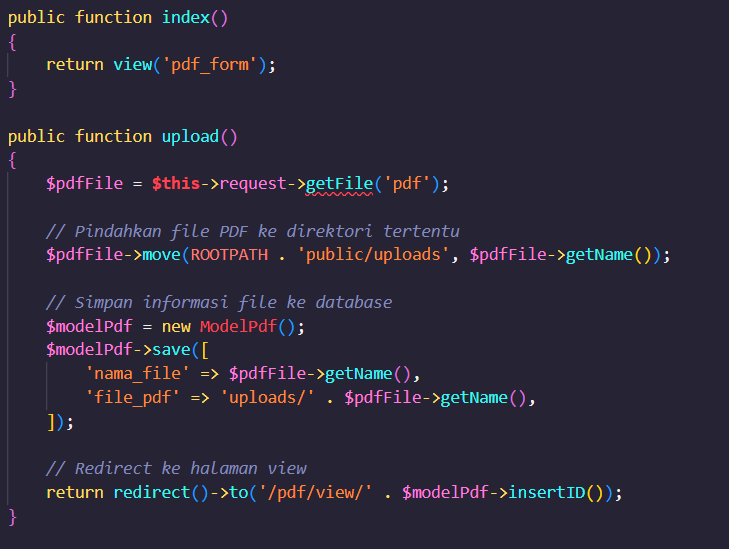 public function index()
{
return view('pdf_form');
}
public function upload()
{
$pdfFile = $this->request->getFile('pdf');
// Pindahkan file PDF ke direktori tertentu
$pdfFile->move(ROOTPATH . 'public/uploads', $pdfFile->getName());
// Simpan informasi file ke database
$modelPdf = new ModelPdf();
$modelPdf->save([
'nama_file' => $pdfFile->getName(),
'file_pdf' => 'uploads/' . $pdfFile->getName(),
]);
// Redirect ke halaman view
return redirect()->to('/pdf/view/' . $modelPdf->insertID());
}